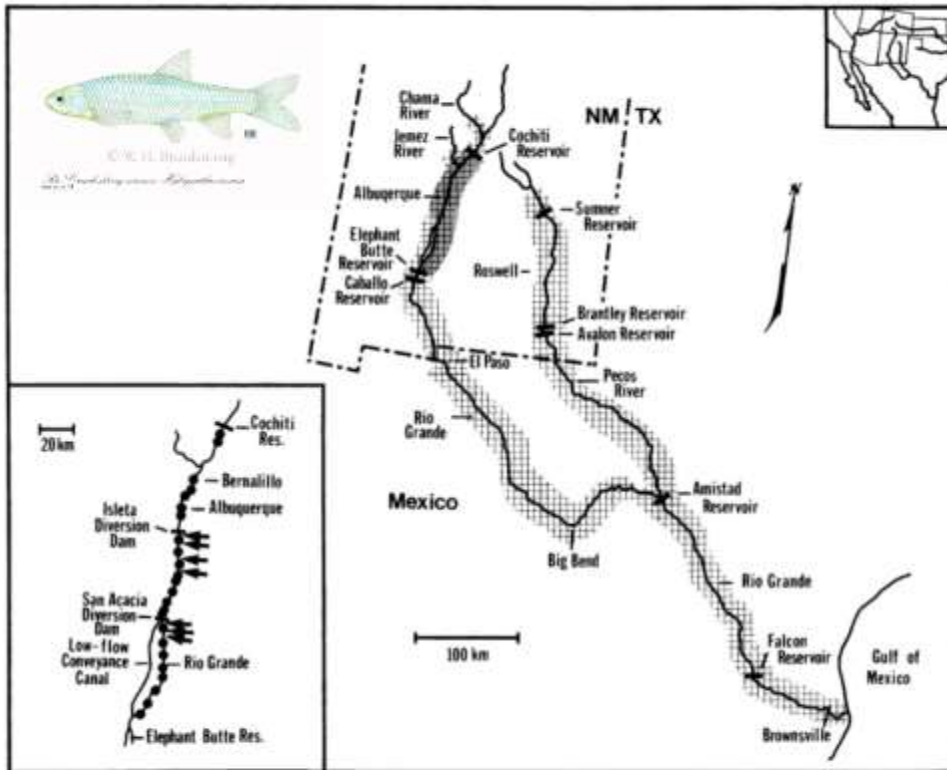 Chama
River
NM
TX
Jemez
River
Cochiti
Reservoir
Albuqerque
Sumner
Reservoir
N
Elephant
Butte
Reservoir
Caballo
Reservoir
Roswell
Brantley Reservoir
Avalon Reservoir
El Paso
Pecos
River
Rio
Grande
Mexico
Amistad
Reservoir
Big Bend
Rio Grande
100 km
Falcon
Reservoir
Gulf of
Mexico
Brownsville
20 km
Cochiti
Res.
Bernalillo
Albuquerque
Isleta
Diversion
Dam
San Acacia
Diversion
Dam
Low-flow
Conveyance
Canal
Rio Grande
Elephant Butte Res.